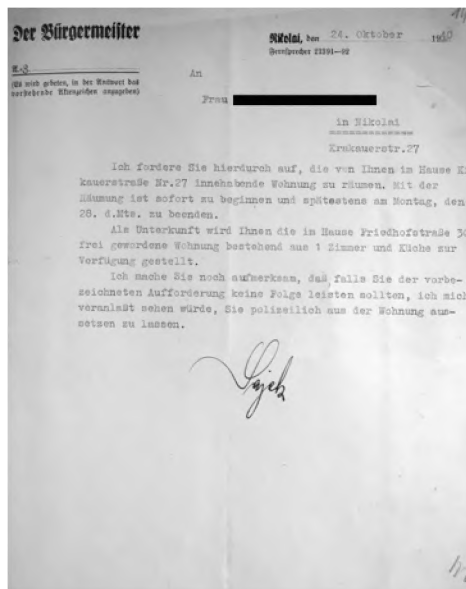 Der Bürgermeister
Nikolai, den 24. Oktober 1940
Fernsprecher 21391—92
A.-3
(Es wird gebeten, in der Antwort das
vorstehende Aktenzeichen anzugeben)
An
Frau
in Nikolai
Krakauerstr.27
Ich fordere Sie hierdurch auf, die von Ihnen im Hause Kr
kauerstraße Nr.27 innehabende Wohnung zu räumen. Mit der
Räumung ist sofort zu beginnen und spätestens am Montag, den
28. d.Mts. zu beenden.
Als Unterkunft wird Ihnen die im Hause Friedhofstraße 30
frei gewordene Wohnung bestehend aus 1 Zimmer und Küche zur
Verfügung gestellt.
Ich mache Sie noch aufmerksam, daß falls Sie der vorbe-
zeichneten Aufforderung keine Folge leisten sollten, ich mich
veranlaßt sehen würde, Sie polizeilich aus der Wohnung aus-
setzen zu lassen.